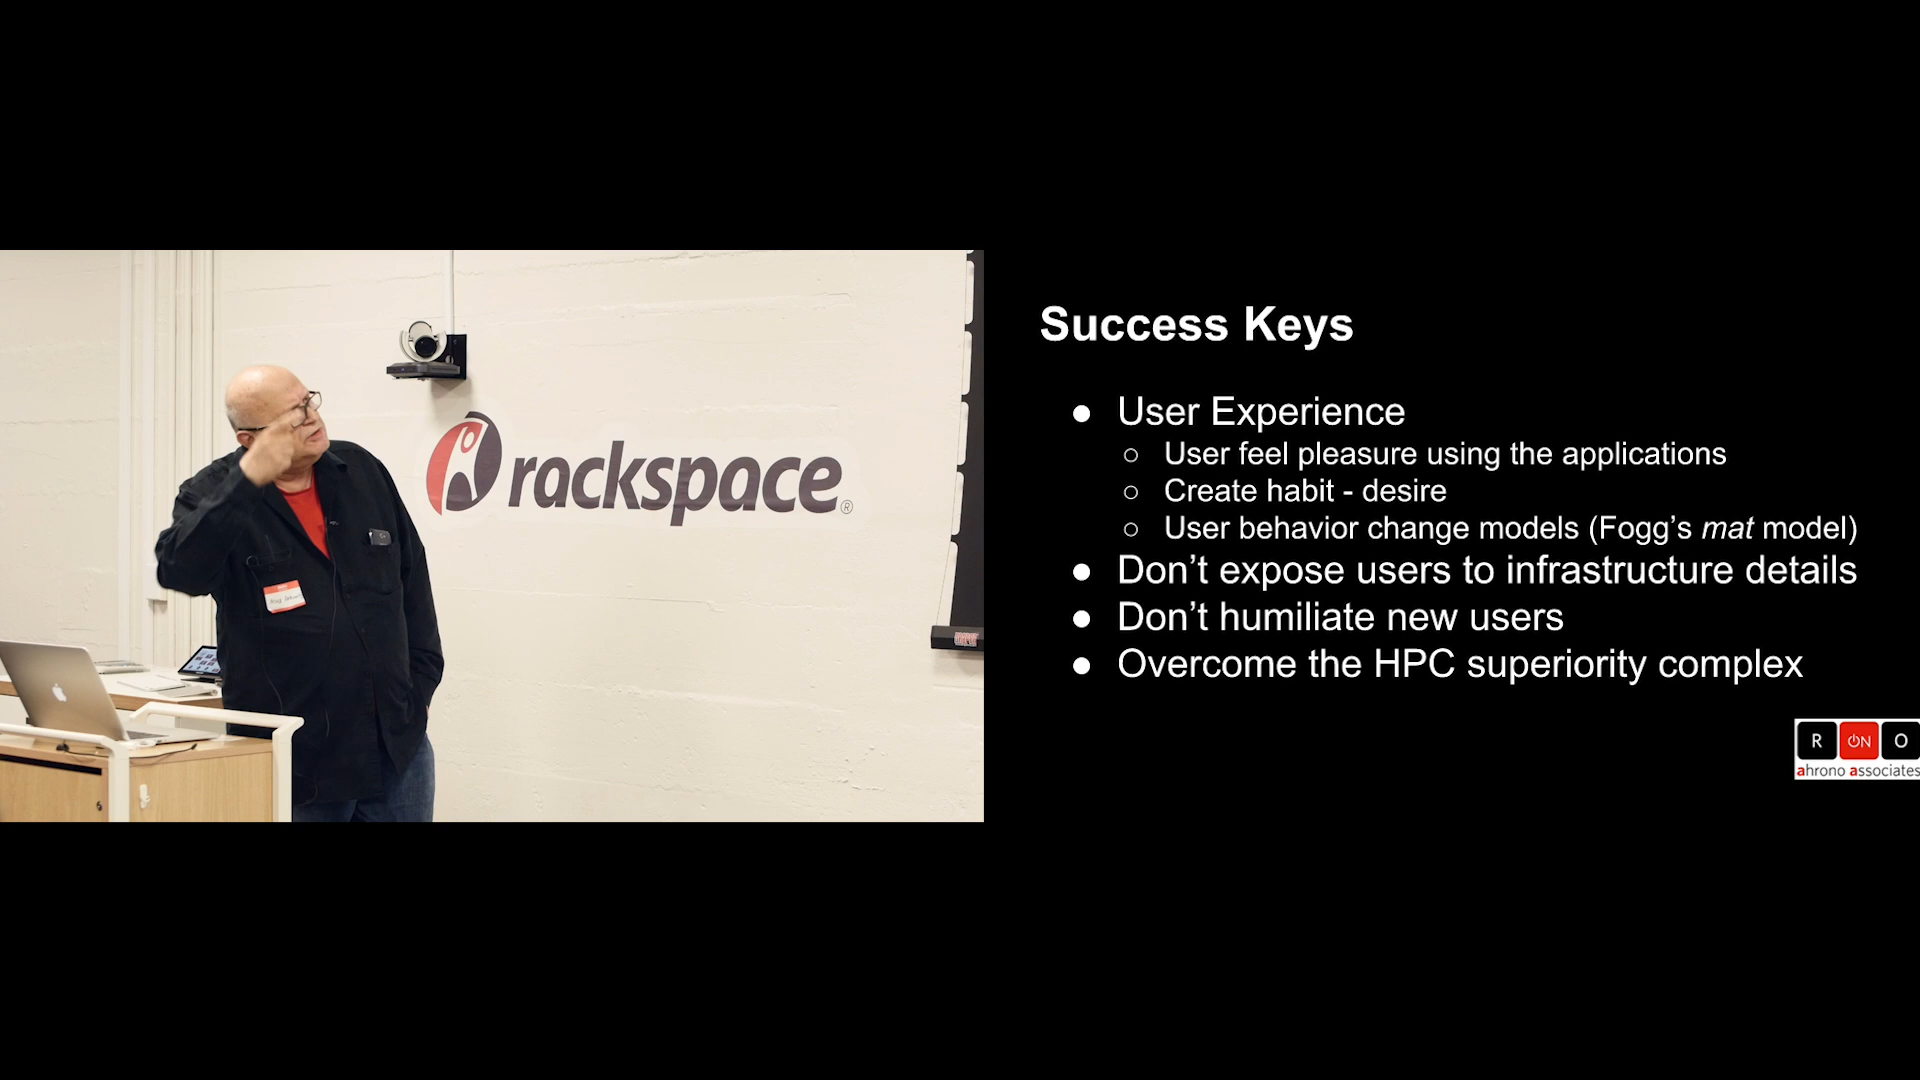 rackspace®
Success Keys
● User Experience
○ User feel pleasure using the applications
○ Create habit - desire
○ User behavior change models (Fogg’s mat model)
● Don’t expose users to infrastructure details
● Don’t humiliate new users
● Overcome the HPC superiority complex
R ON O
ahrono associates